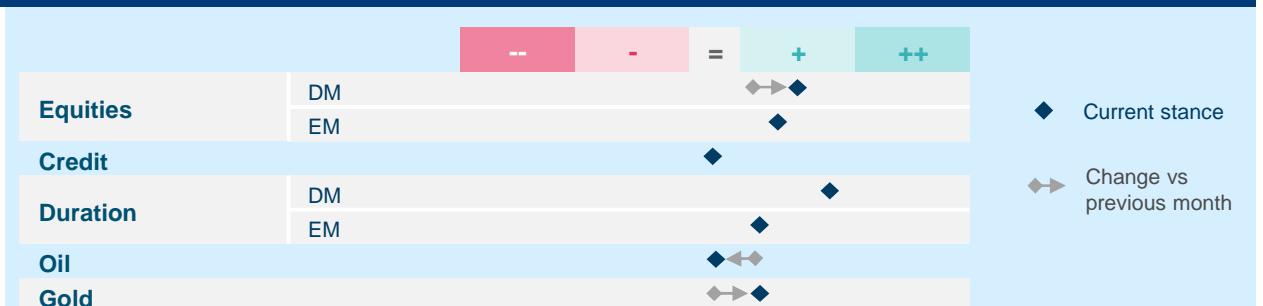 -- - = + ++
Equities
DM
EM
Credit
Duration
DM
EM
Oil
Gold
Current stance
Change vs
previous month